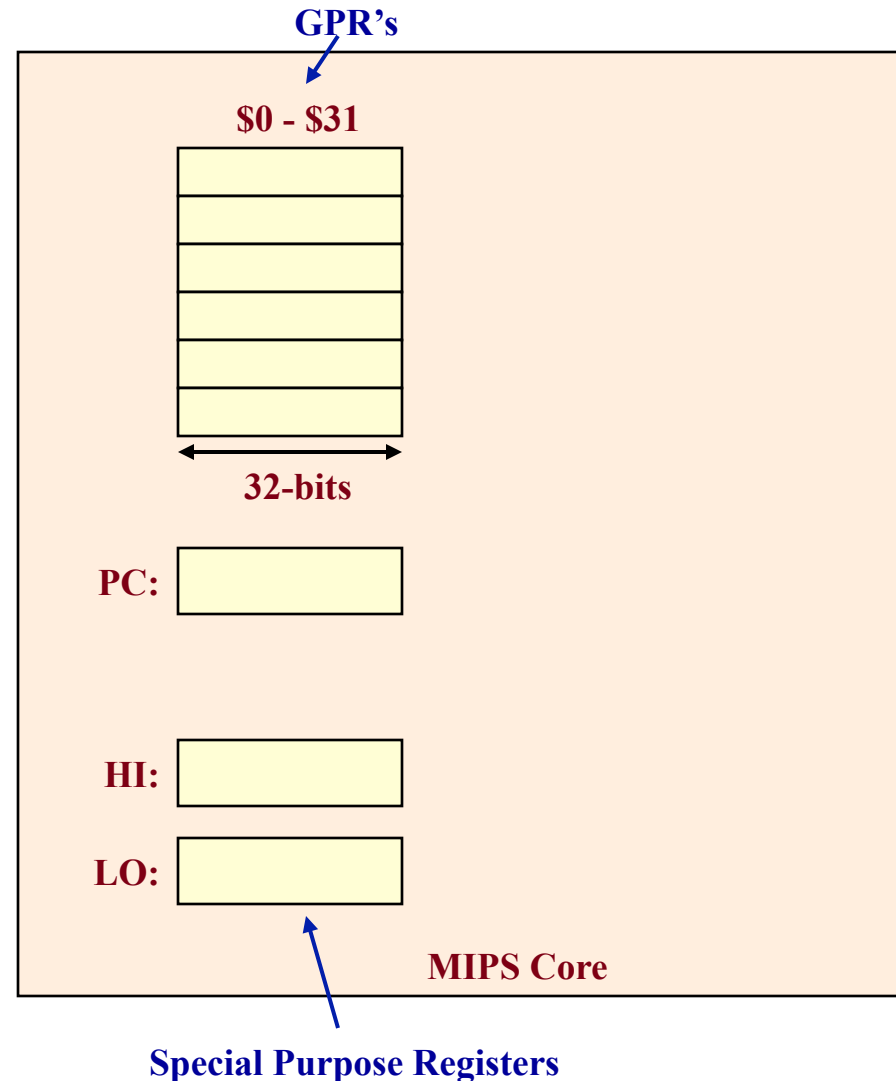 GPR's
$0 - $31
32-bits
PC:
HI:
LO:
MIPS Core
Special Purpose Registers